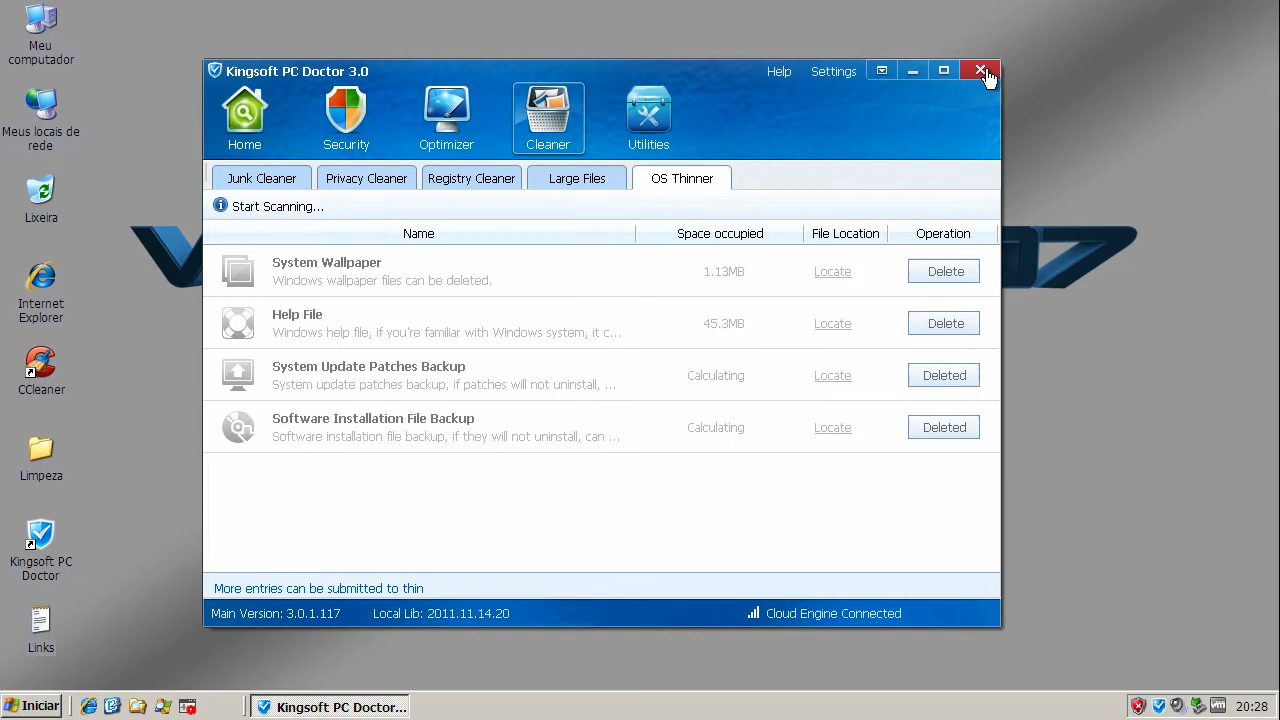 Meu
computador
Meus locais de
rede
Lixeira
Internet
Explorer
CCleaner
Limpeza
Kingsoft PC
Doctor
Links
Kingsoft PC Doctor 3.0
Help
Settings
Home
Security
Optimizer
Cleaner
Utilities
Junk Cleaner
Privacy Cleaner
Registry Cleaner
Large Files
OS Thinner
Start Scanning...
Name
Space occupied
File Location
Operation
System Wallpaper
Windows wallpaper files can be deleted.
1.13MB
Locate
Delete
Help File
Windows help file, if you're familiar with Windows system, it c...
45.3MB
Locate
Delete
System Update Patches Backup
System update patches backup, if patches will not uninstall, ...
Calculating
Locate
Deleted
Software Installation File Backup
Software installation file backup, if they will not uninstall, can ...
Calculating
Locate
Deleted
More entries can be submitted to thin
Main Version: 3.0.1.117
Local Lib: 2011.11.14.20
Cloud Engine Connected
Iniciar
Kingsoft PC Doctor...
vm
20:28